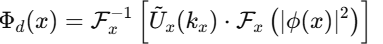 Φ_d(x) = ℱ_x^{-1} [ Ũ_x(k_x) · ℱ_x (|ϕ(x)|^2) ]